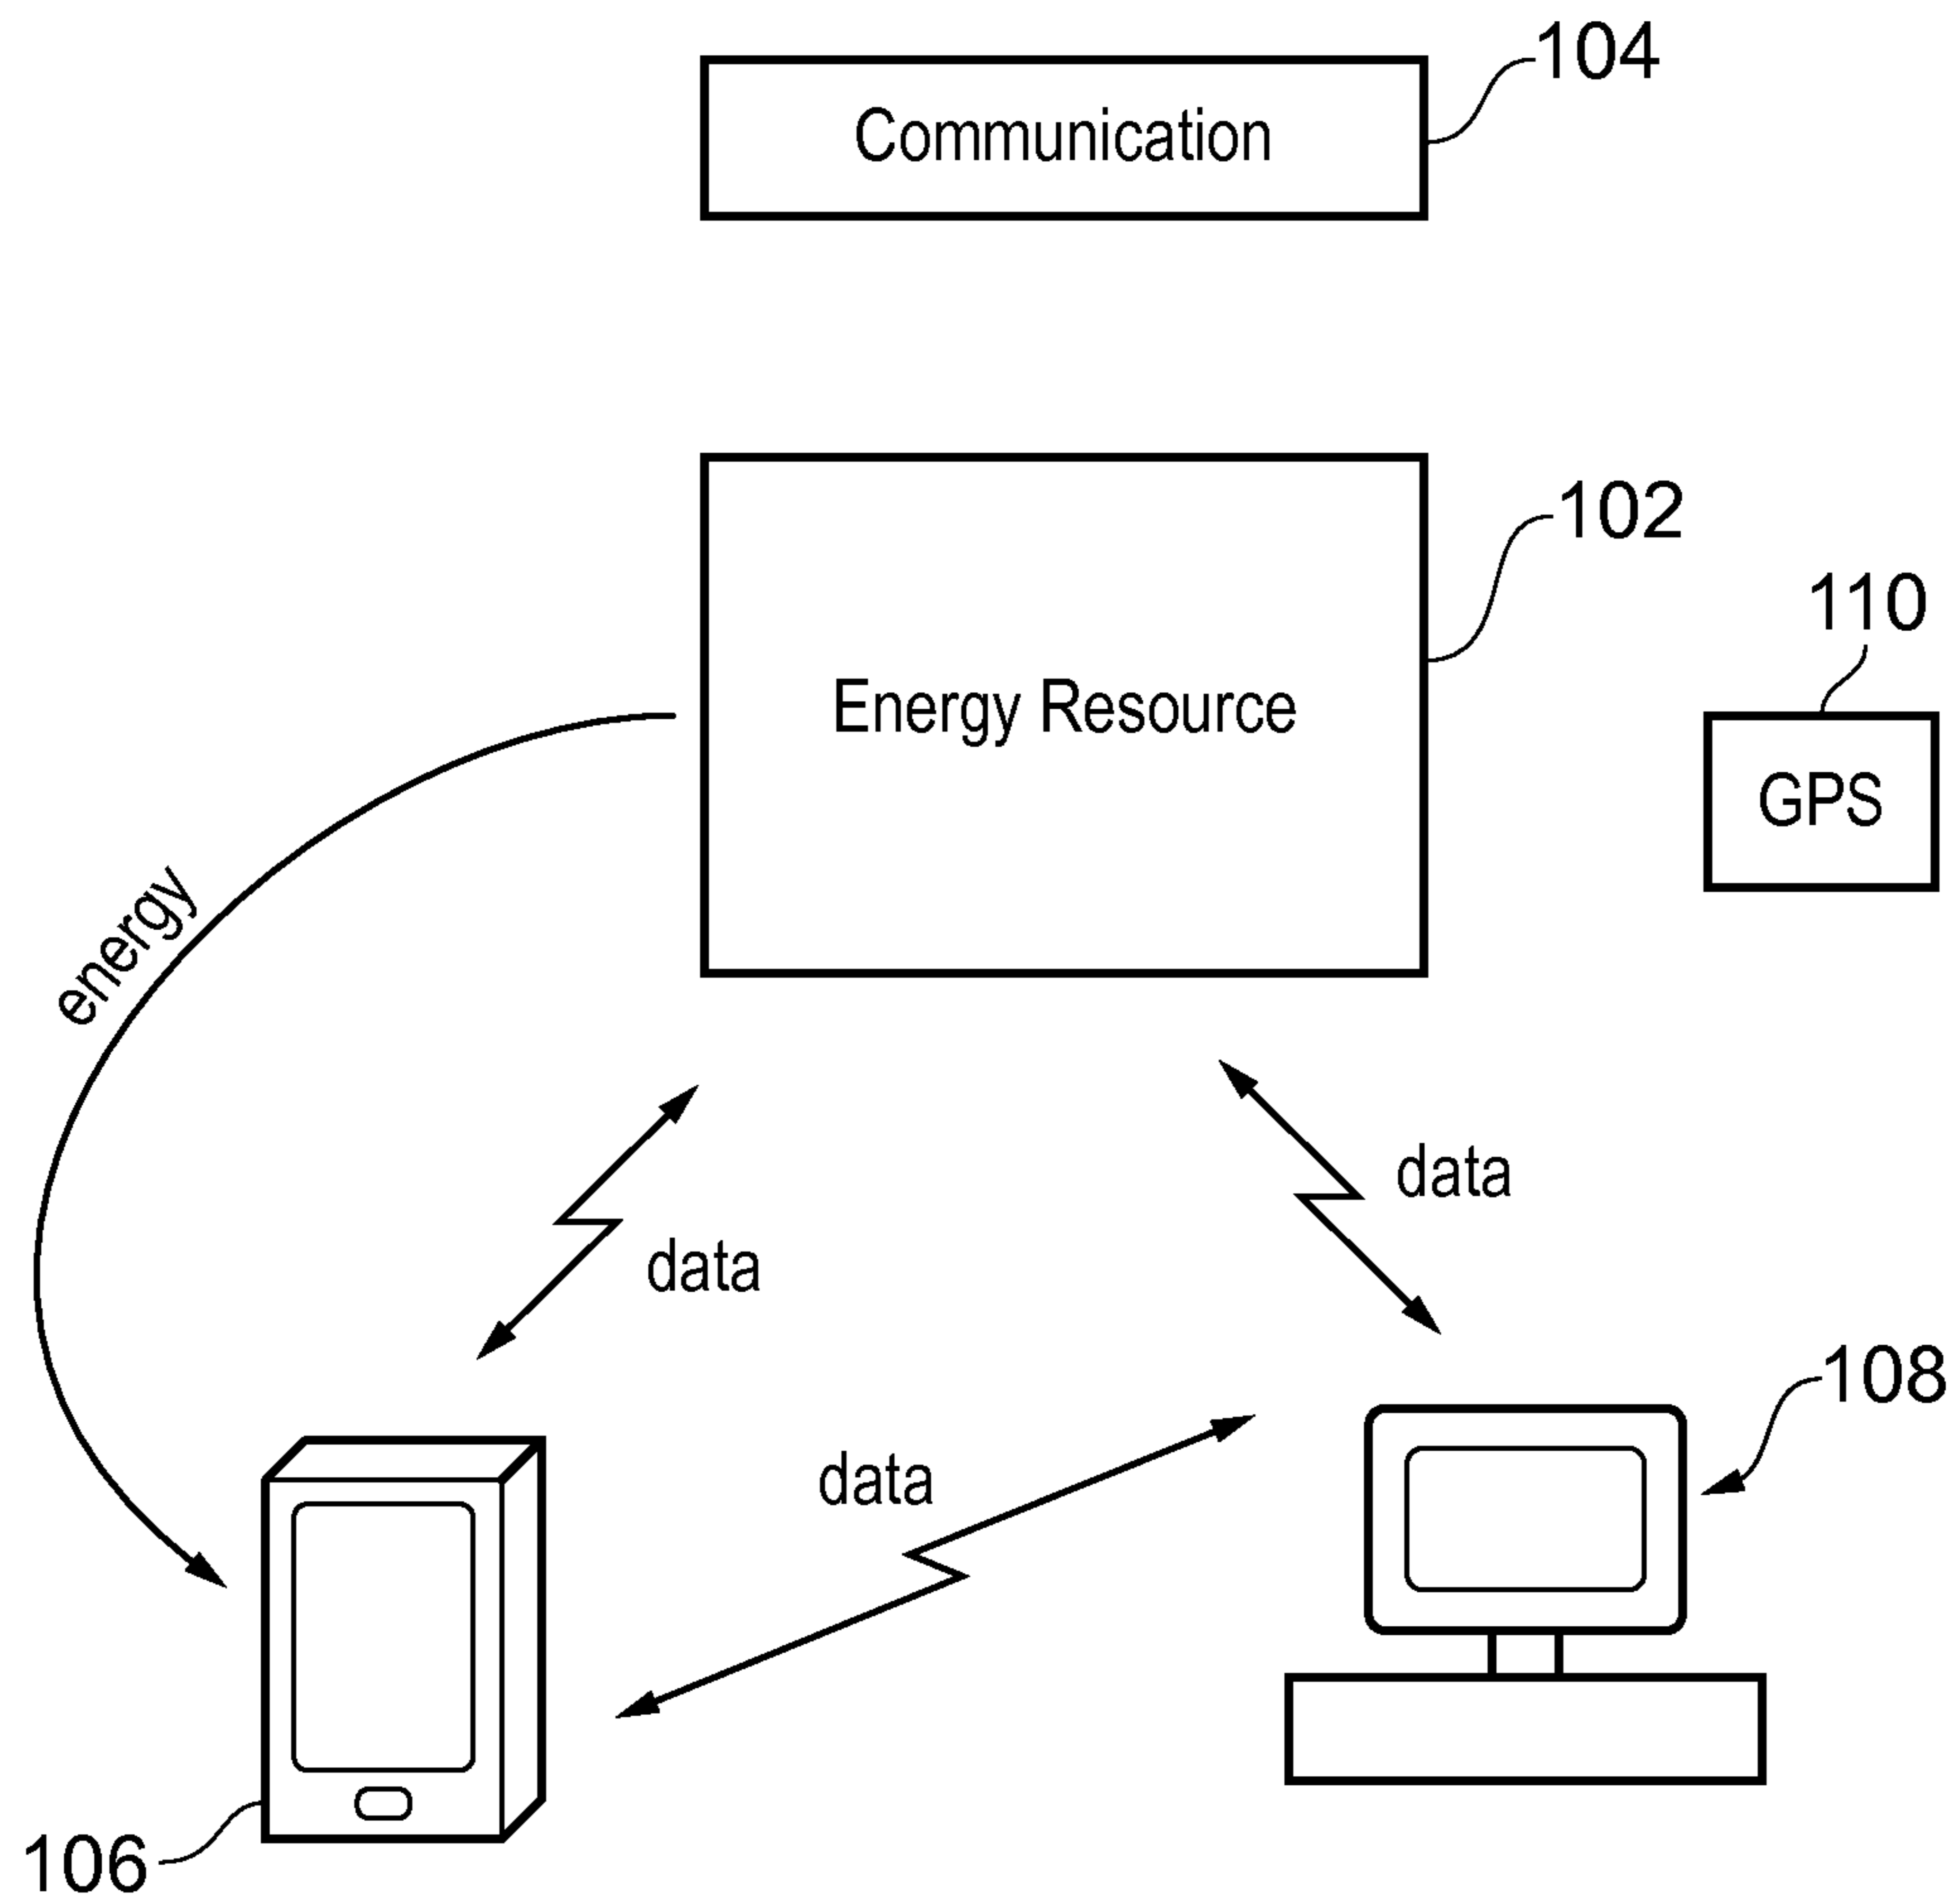 104
Communication
102
110
Energy Resource
GPS
energy
data
data
108
data
106